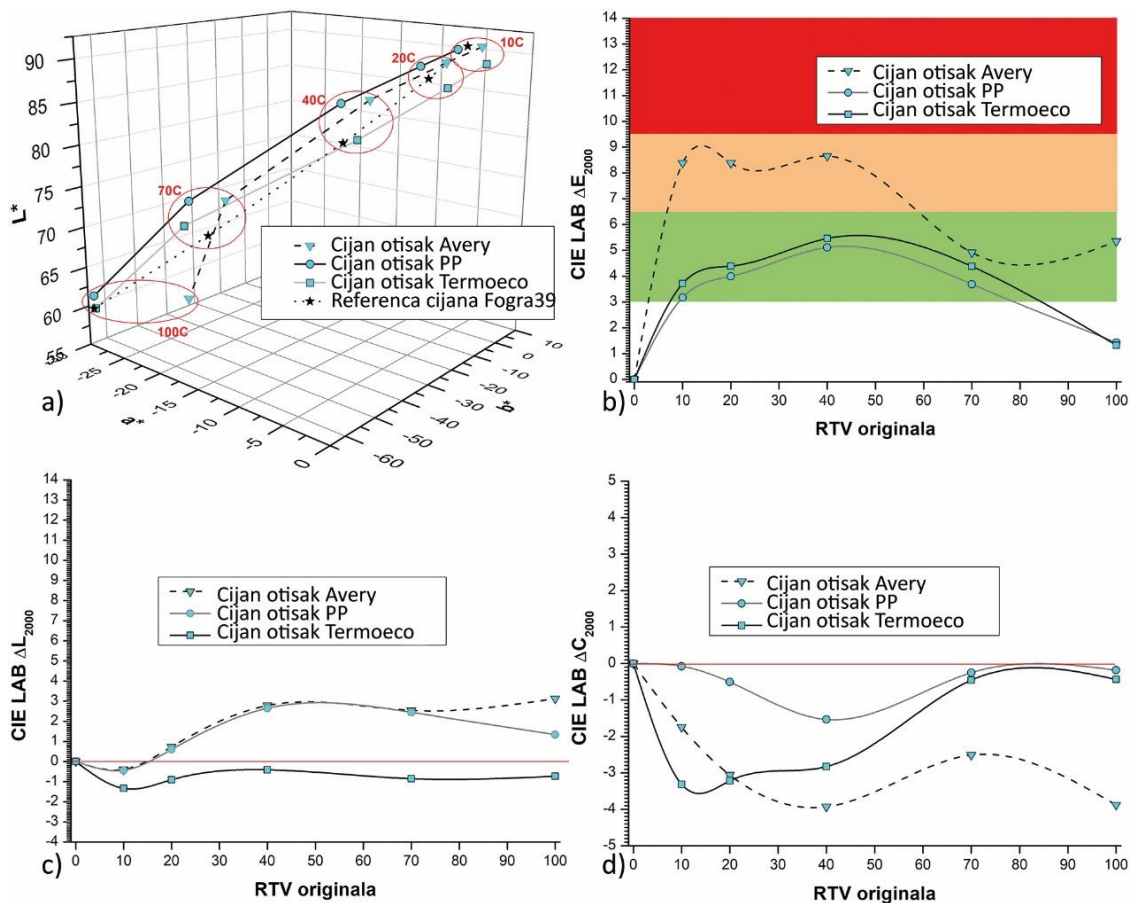 90
85
80
75
70
65
60
55
L*
-25
-20
-15
-10
-5
0
a*
10
0
-10
-20
-30
-40
-50
-60
b*
10C
20C
40C
70C
100C
Cijan otisak Avery
Cijan otisak PP
Cijan otisak Termoeco
Referenca cijana Fogra39
a)
14
13
12
11
10
9
8
7
6
5
4
3
2
1
0
CIE LAB ΔE2000
Cijan otisak Avery
Cijan otisak PP
Cijan otisak Termoeco
0 10 20 30 40 50 60 70 80 90 100
RTV originala
b)
14
13
12
11
10
9
8
7
6
5
4
3
2
1
0
-1
-2
-3
-4
CIE LAB ΔL2000
Cijan otisak Avery
Cijan otisak PP
Cijan otisak Termoeco
0 10 20 30 40 50 60 70 80 90 100
RTV originala
c)
5
4
3
2
1
0
-1
-2
-3
-4
-5
CIE LAB ΔC2000
Cijan otisak Avery
Cijan otisak PP
Cijan otisak Termoeco
0 10 20 30 40 50 60 70 80 90 100
RTV originala
d)